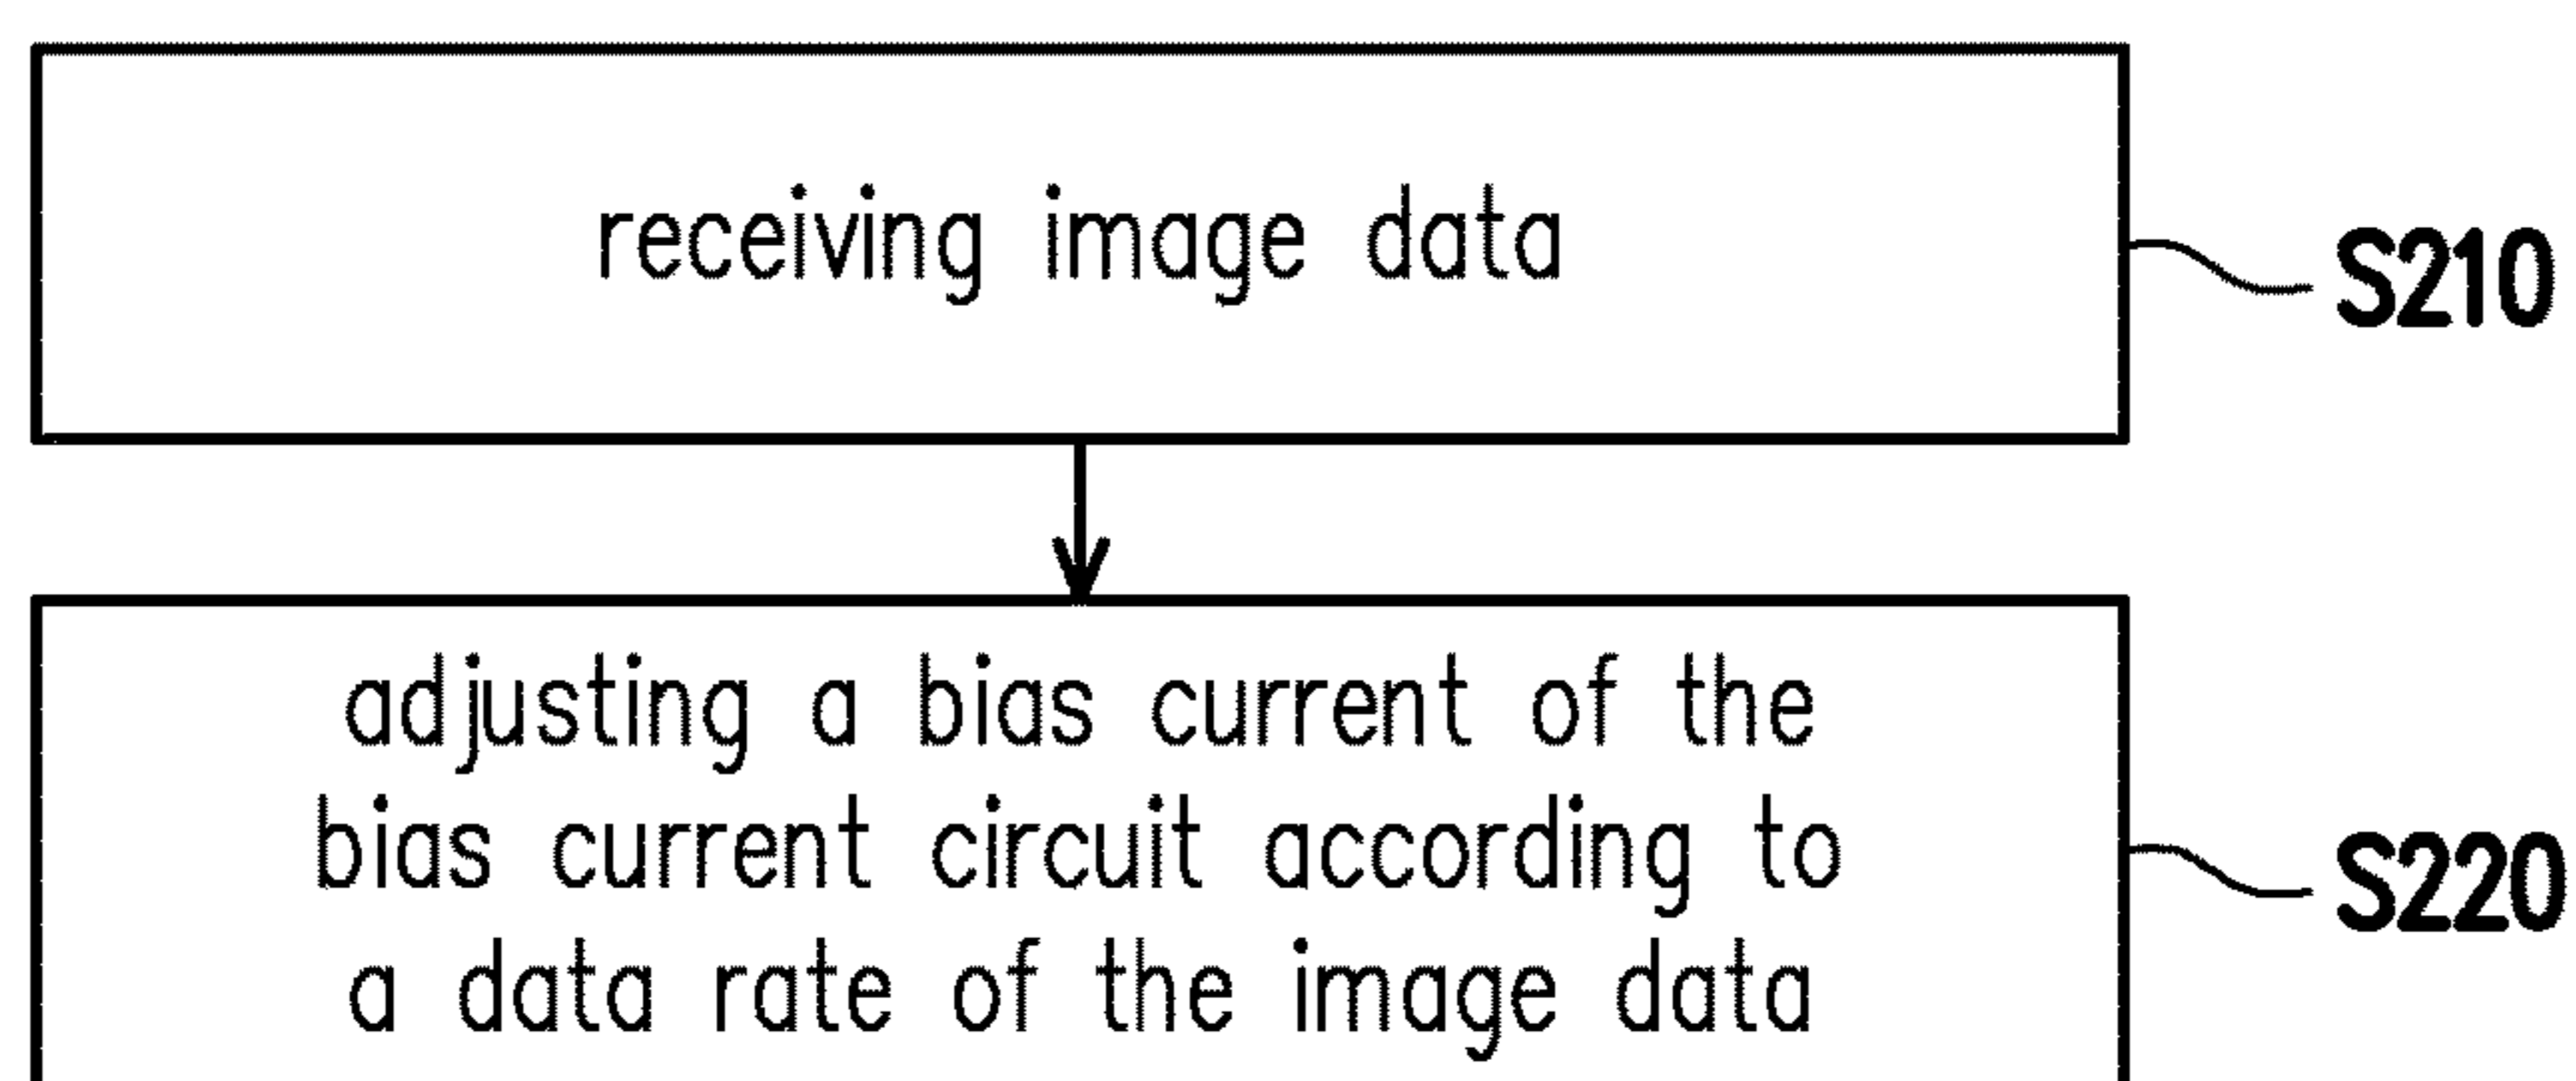 receiving image data
S210
adjusting a bias current of the
bias current circuit according to
S220
a data rate of the image data